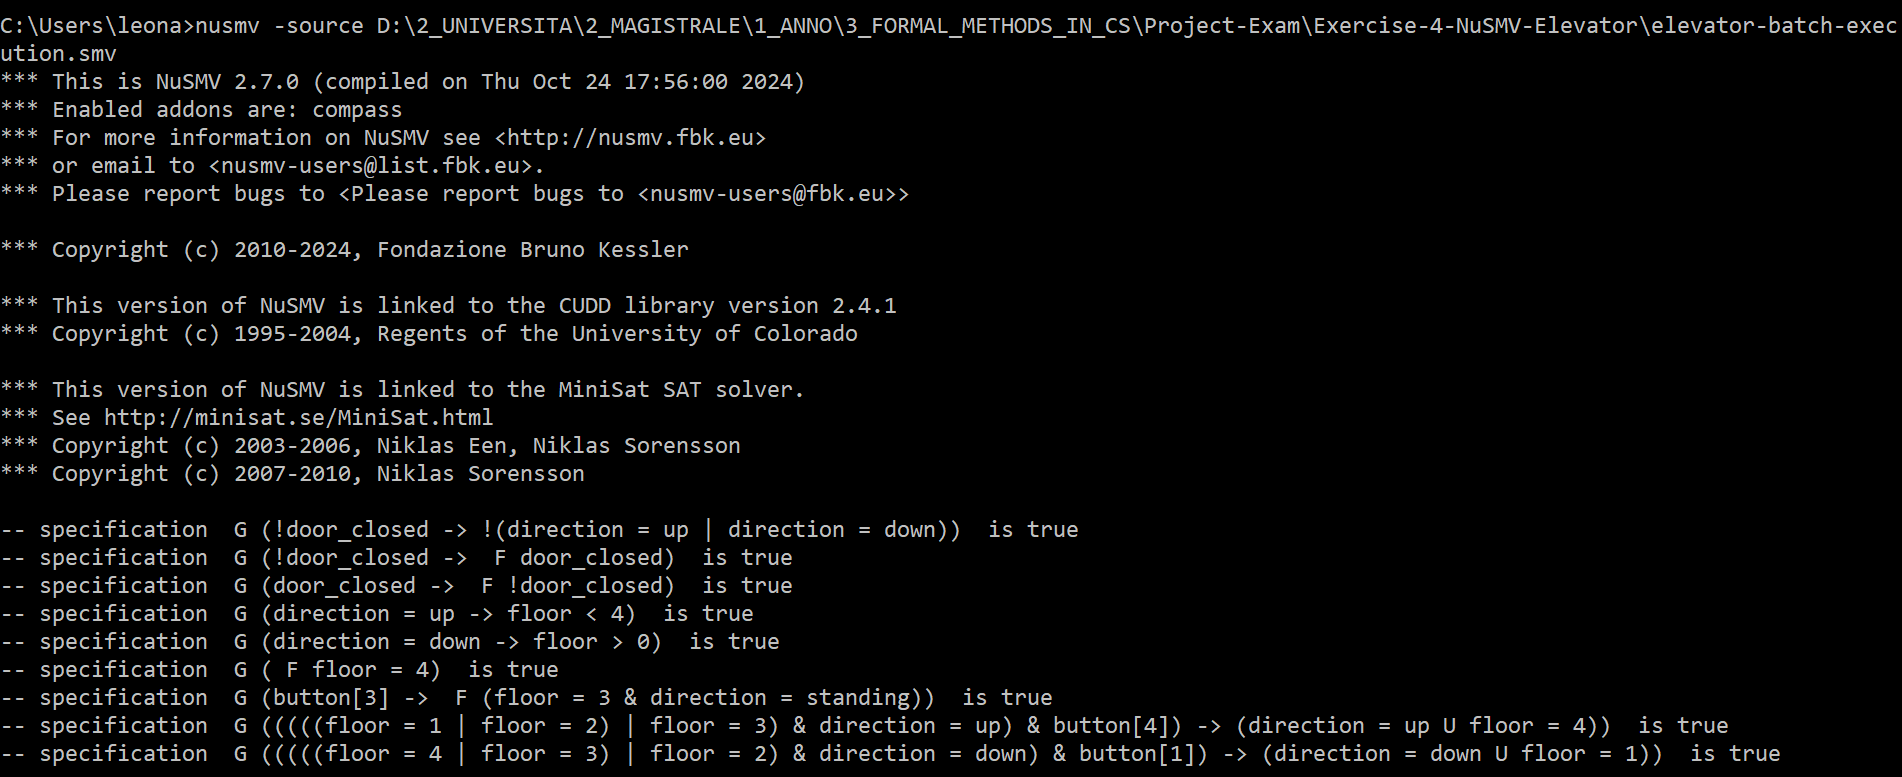 C:\Users\leona>nusmv -source D:\2_UNIVERSITA\2_MAGISTRALE\1_ANNO\3_FORMAL_METHODS_IN_CS\Project-Exam\Exercise-4-NuSMV-Elevator\elevator-batch-exec
ution.smv
*** This is NuSMV 2.7.0 (compiled on Thu Oct 24 17:56:00 2024)
*** Enabled addons are: compass
*** For more information on NuSMV see <http://nusmv.fbk.eu>
*** or email to <nusmv-users@list.fbk.eu>.
*** Please report bugs to <Please report bugs to <nusmv-users@fbk.eu>>

*** Copyright (c) 2010-2024, Fondazione Bruno Kessler

*** This version of NuSMV is linked to the CUDD library version 2.4.1
*** Copyright (c) 1995-2004, Regents of the University of Colorado

*** This version of NuSMV is linked to the MiniSat SAT solver.
*** See http://minisat.se/MiniSat.html
*** Copyright (c) 2003-2006, Niklas Een, Niklas Sorensson
*** Copyright (c) 2007-2010, Niklas Sorensson

-- specification  G (!door_closed -> !(direction = up | direction = down))  is true
-- specification  G (!door_closed ->  F door_closed)  is true
-- specification  G (door_closed ->  F !door_closed)  is true
-- specification  G (direction = up -> floor < 4)  is true
-- specification  G (direction = down -> floor > 0)  is true
-- specification  G ( F floor = 4)  is true
-- specification  G (button[3] ->  F (floor = 3 & direction = standing))  is true
-- specification  G (((((floor = 1 | floor = 2) | floor = 3) & direction = up) & button[4]) -> (direction = up U floor = 4))  is true
-- specification  G (((((floor = 4 | floor = 3) | floor = 2) & direction = down) & button[1]) -> (direction = down U floor = 1))  is true